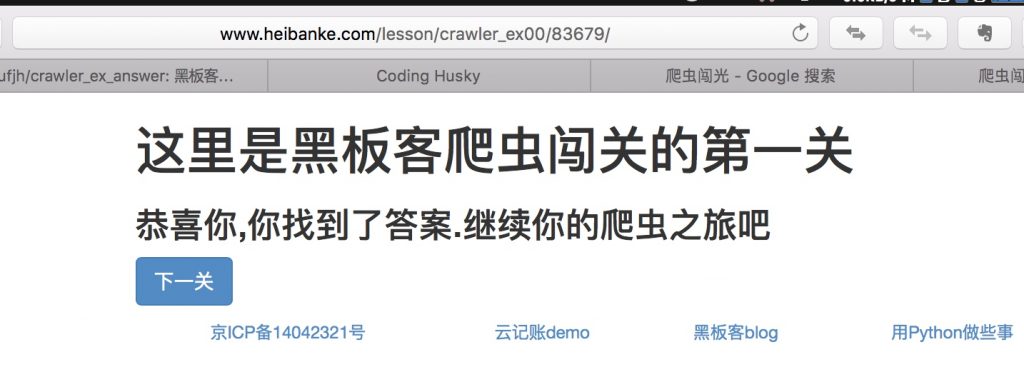 www.heibanke.com/lesson/crawler_ex00/83679/
ufjh/crawler_ex_answer: 黑板客... Coding Husky 爬虫闯光 - Google 搜索 爬虫闯
这里是黑板客爬虫闯关的第一关
恭喜你,你找到了答案.继续你的爬虫之旅吧
下一关
京ICP备14042321号 云记账demo 黑板客blog 用Python做些事